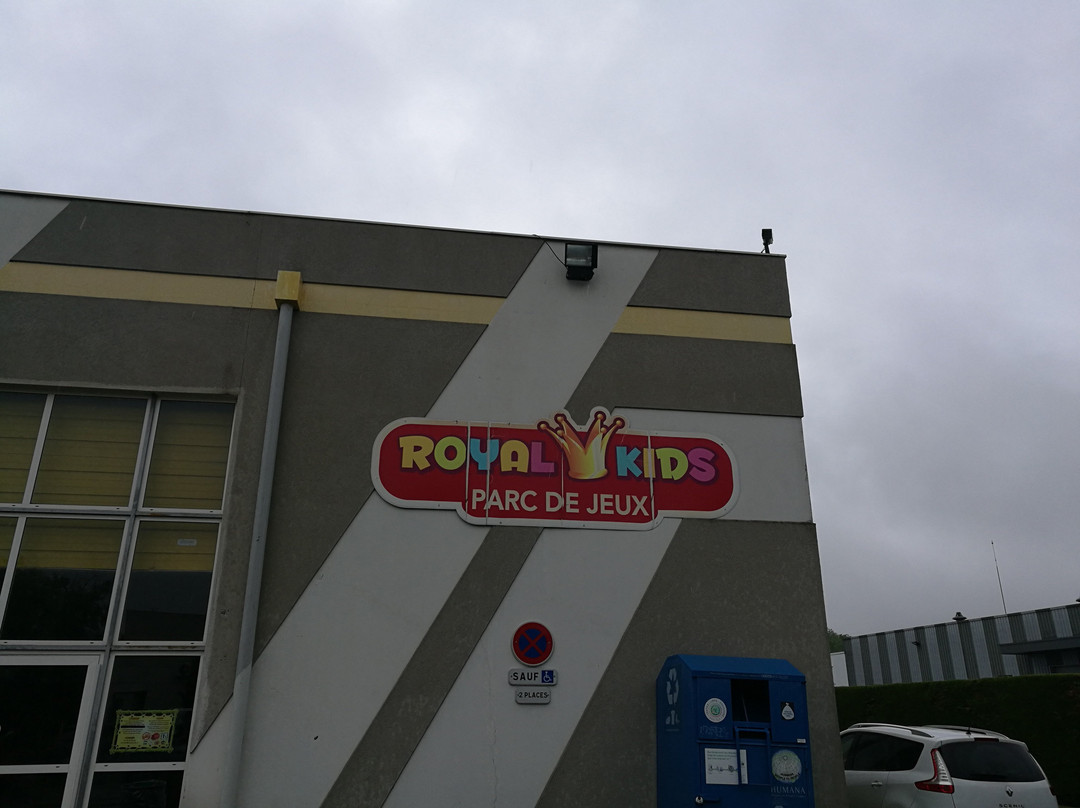 ROYAL KIDS
PARC DE JEUX
SAUF
2 PLACES
HUMANA